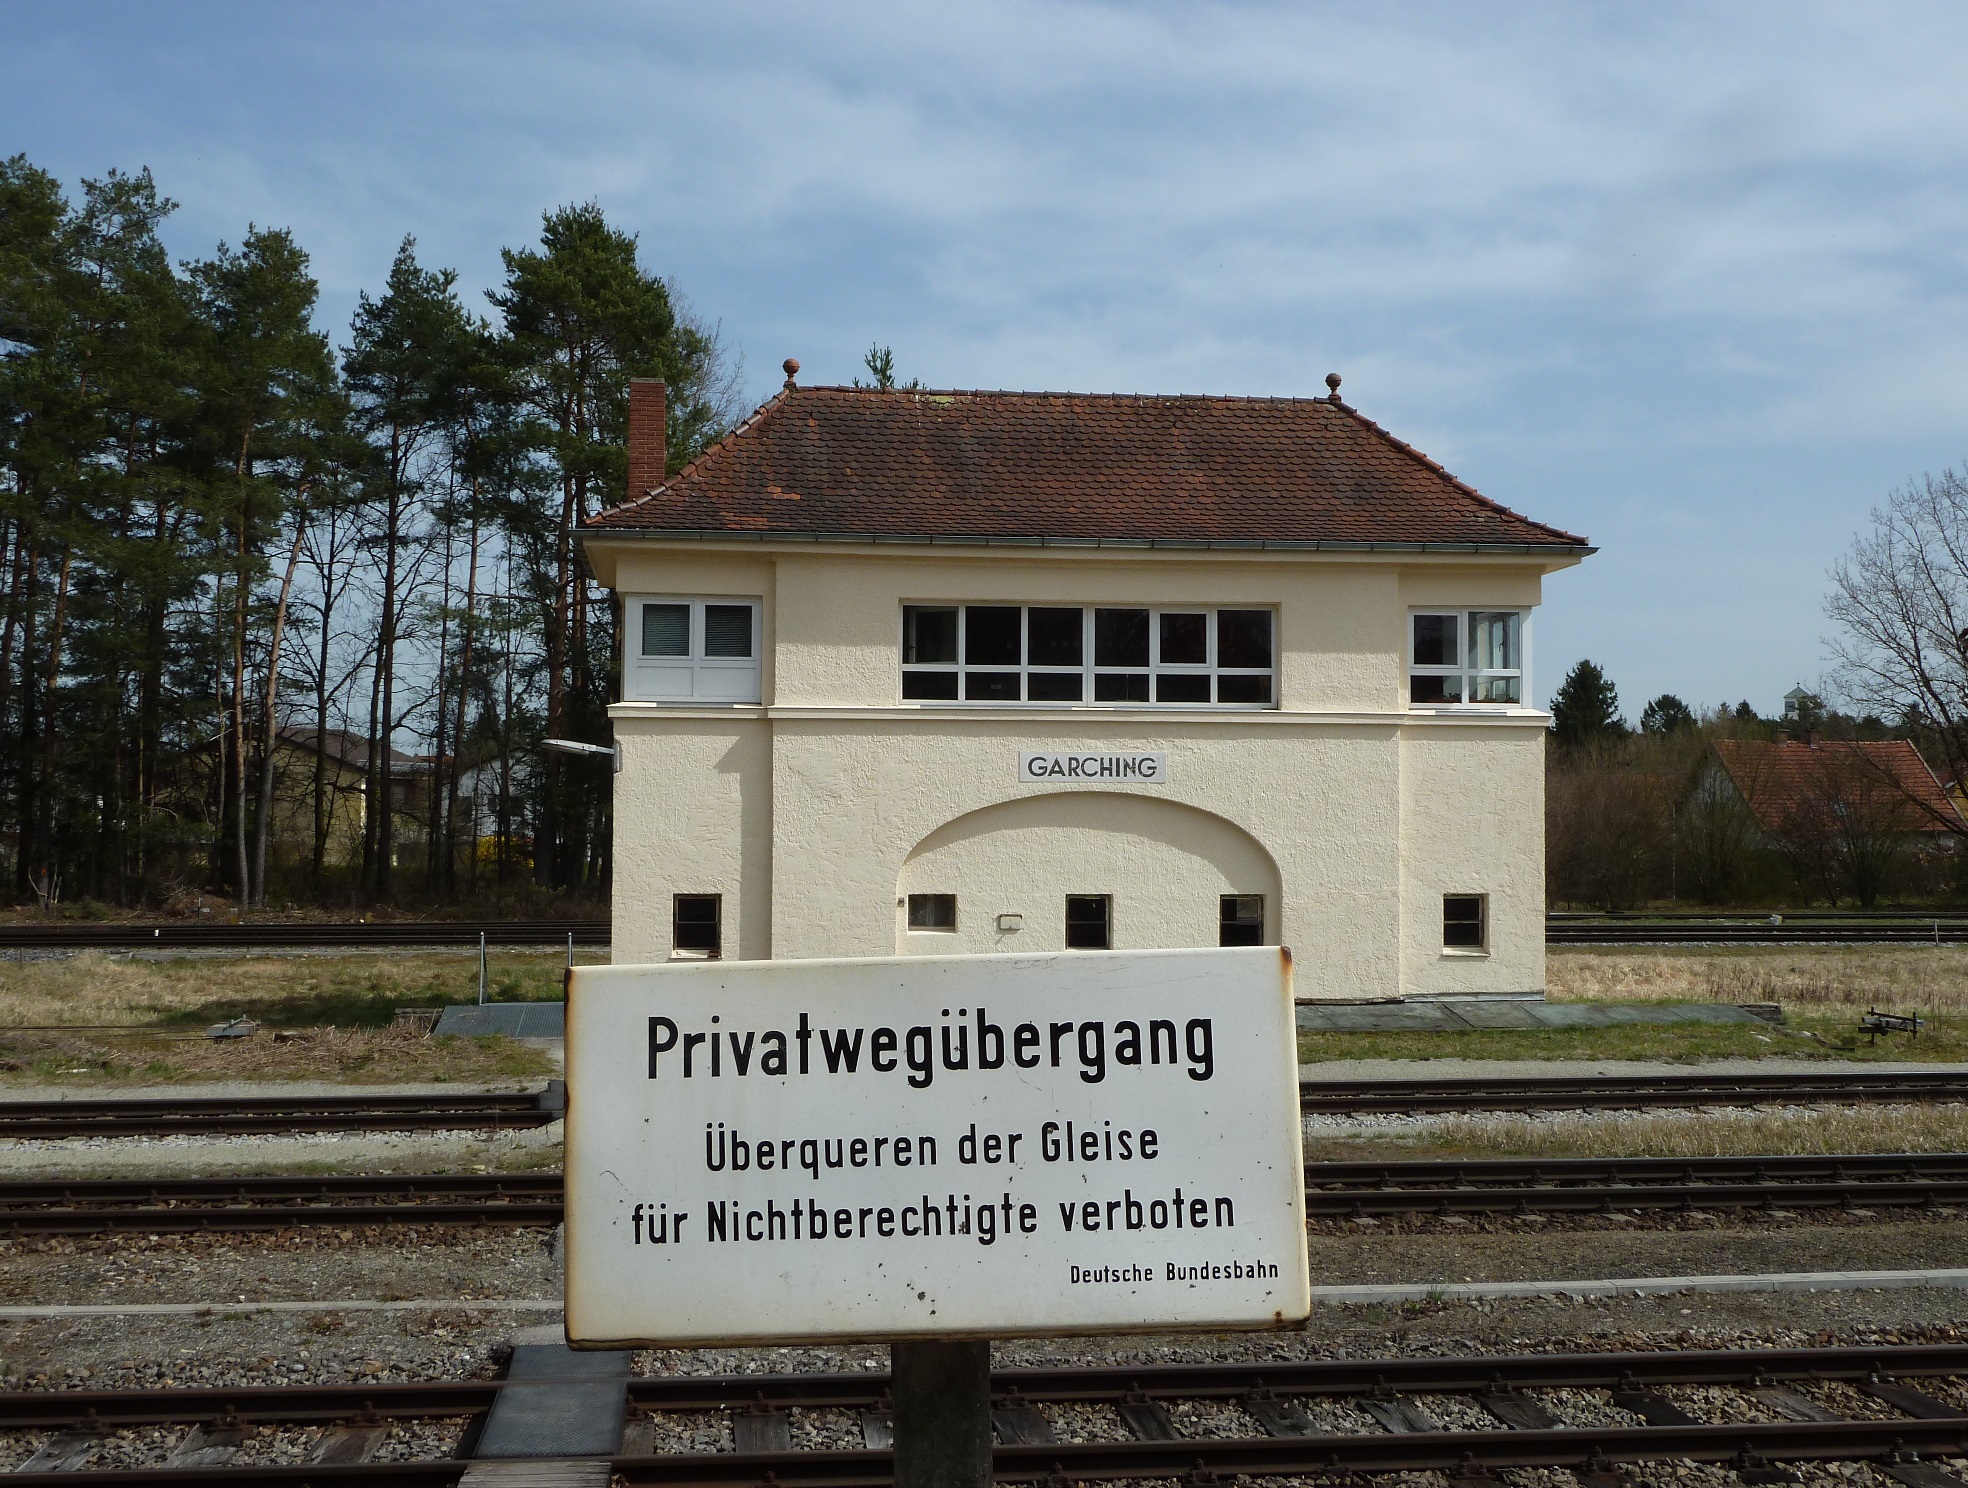 GARCHING
Privatwegübergang
Überqueren der Gleise
für Nichtberechtigte verboten
Deutsche Bundesbahn